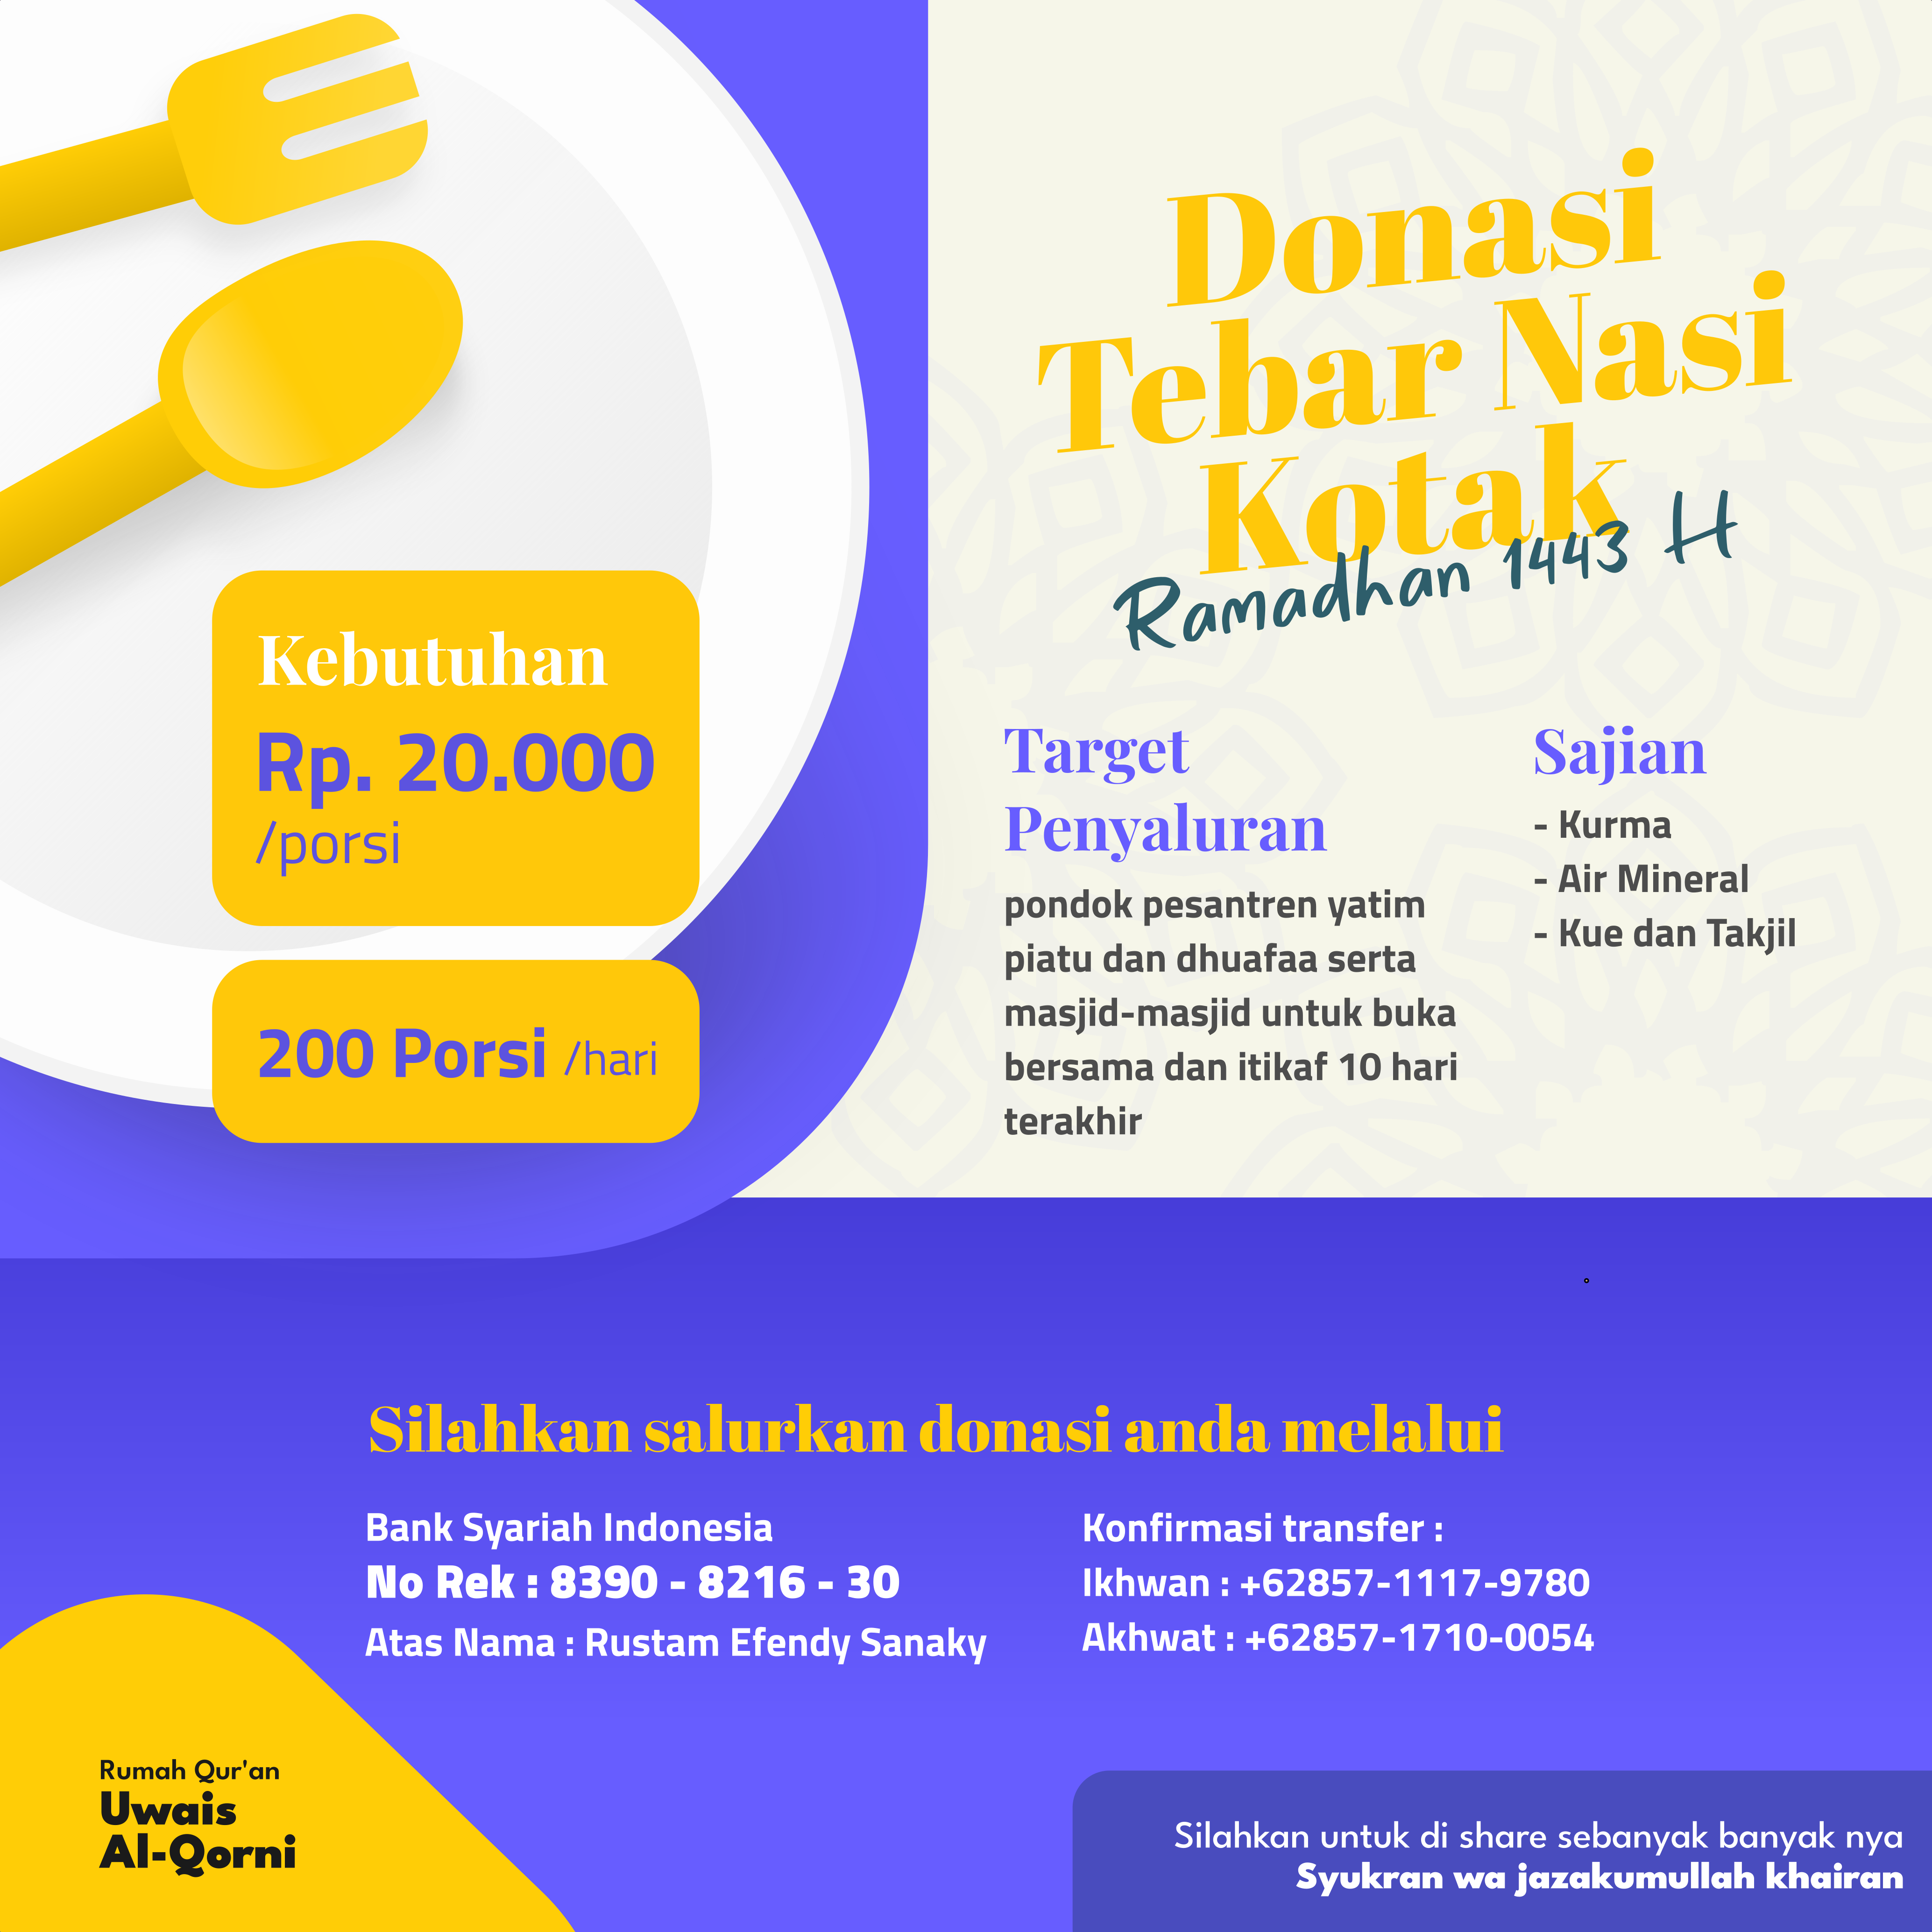 Donasi
Tebar Nasi
Kotak
Ramadhan 1443 H
Kebutuhan
Rp. 20.000
/porsi
200 Porsi /hari
Target
Penyaluran
pondok pesantren yatim
piatu dan dhuafaa serta
masjid-masjid untuk buka
bersama dan itikaf 10 hari
terakhir
Sajian
- Kurma
- Air Mineral
- Kue dan Takjil
Silahkan salurkan donasi anda melalui
Bank Syariah Indonesia
No Rek : 8390 - 8216 - 30
Atas Nama : Rustam Efendy Sanaky
Konfirmasi transfer :
Ikhwan : +62857-1117-9780
Akhwat : +62857-1710-0054
Rumah Qur'an
Uwais
Al-Qorni
Silahkan untuk di share sebanyak banyak nya
Syukran wa jazakumullah khairan